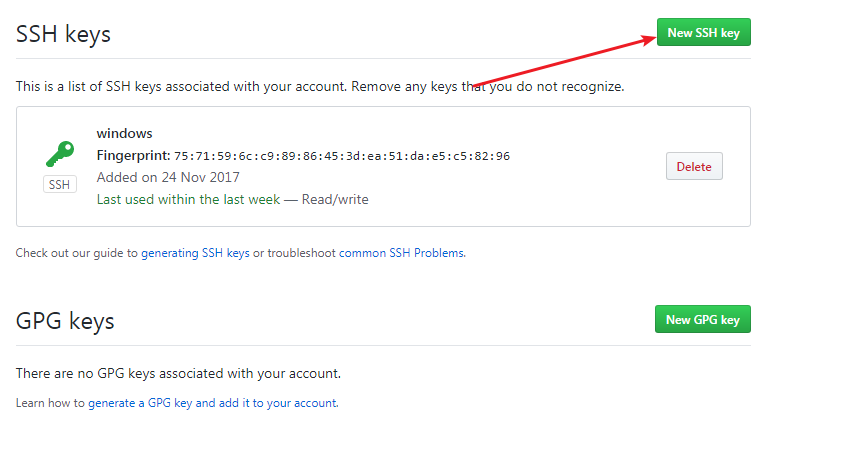 SSH keys
New SSH key
This is a list of SSH keys associated with your account. Remove any keys that you do not recognize.
windows
Fingerprint: 75:71:59:6c:c9:89:86:45:3d:ea:51:da:e5:c5:82:96
SSH
Added on 24 Nov 2017
Last used within the last week — Read/write
Delete
Check out our guide to generating SSH keys or troubleshoot common SSH Problems.
GPG keys
New GPG key
There are no GPG keys associated with your account.
Learn how to generate a GPG key and add it to your account.